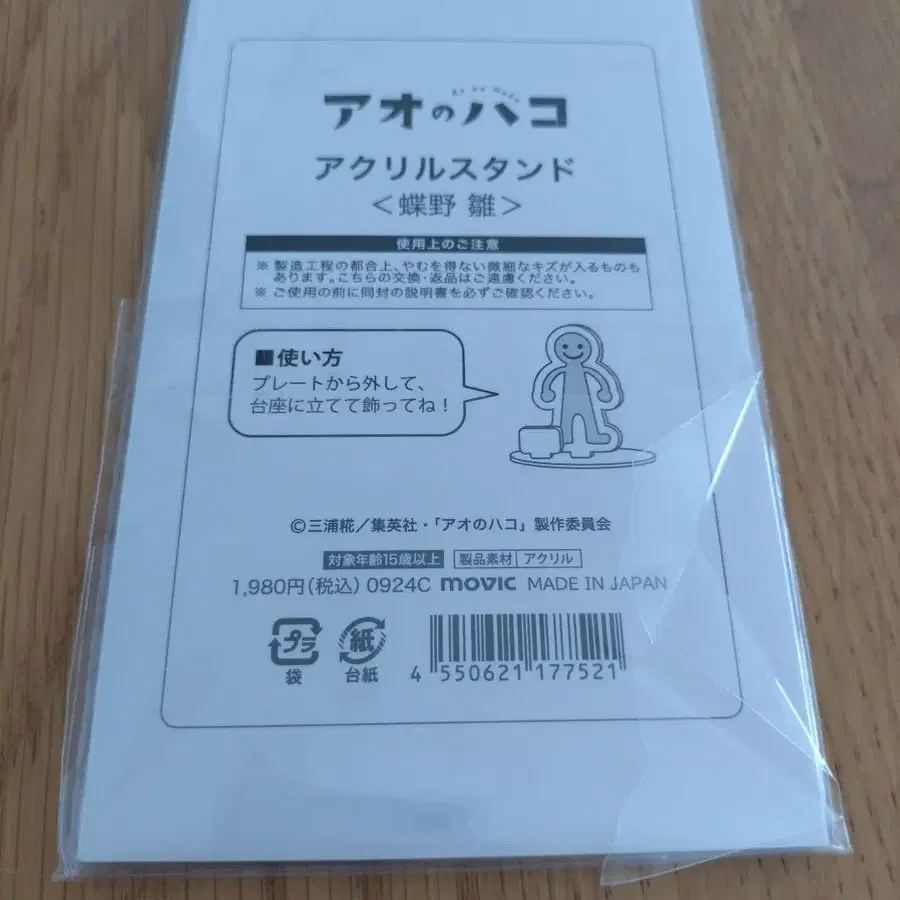 アオのハコ
アクリルスタンド
＜蝶野 雛＞
使用上のご注意
※ 製造工程の都合上、やむを得ない微細なキズが入るものも
あります。こちらの交換・返品はご遠慮ください。
※ ご使用の前に同封の説明書を必ずご確認ください。
■使い方
プレートから外して、
台座に立てて飾ってね！
©三浦糀／集英社・「アオのハコ」製作委員会
対象年齢15歳以上 製品素材 アクリル
1,980円（税込） 0924C movic MADE IN JAPAN
プラ 紙
袋 台紙 4 550621 177521